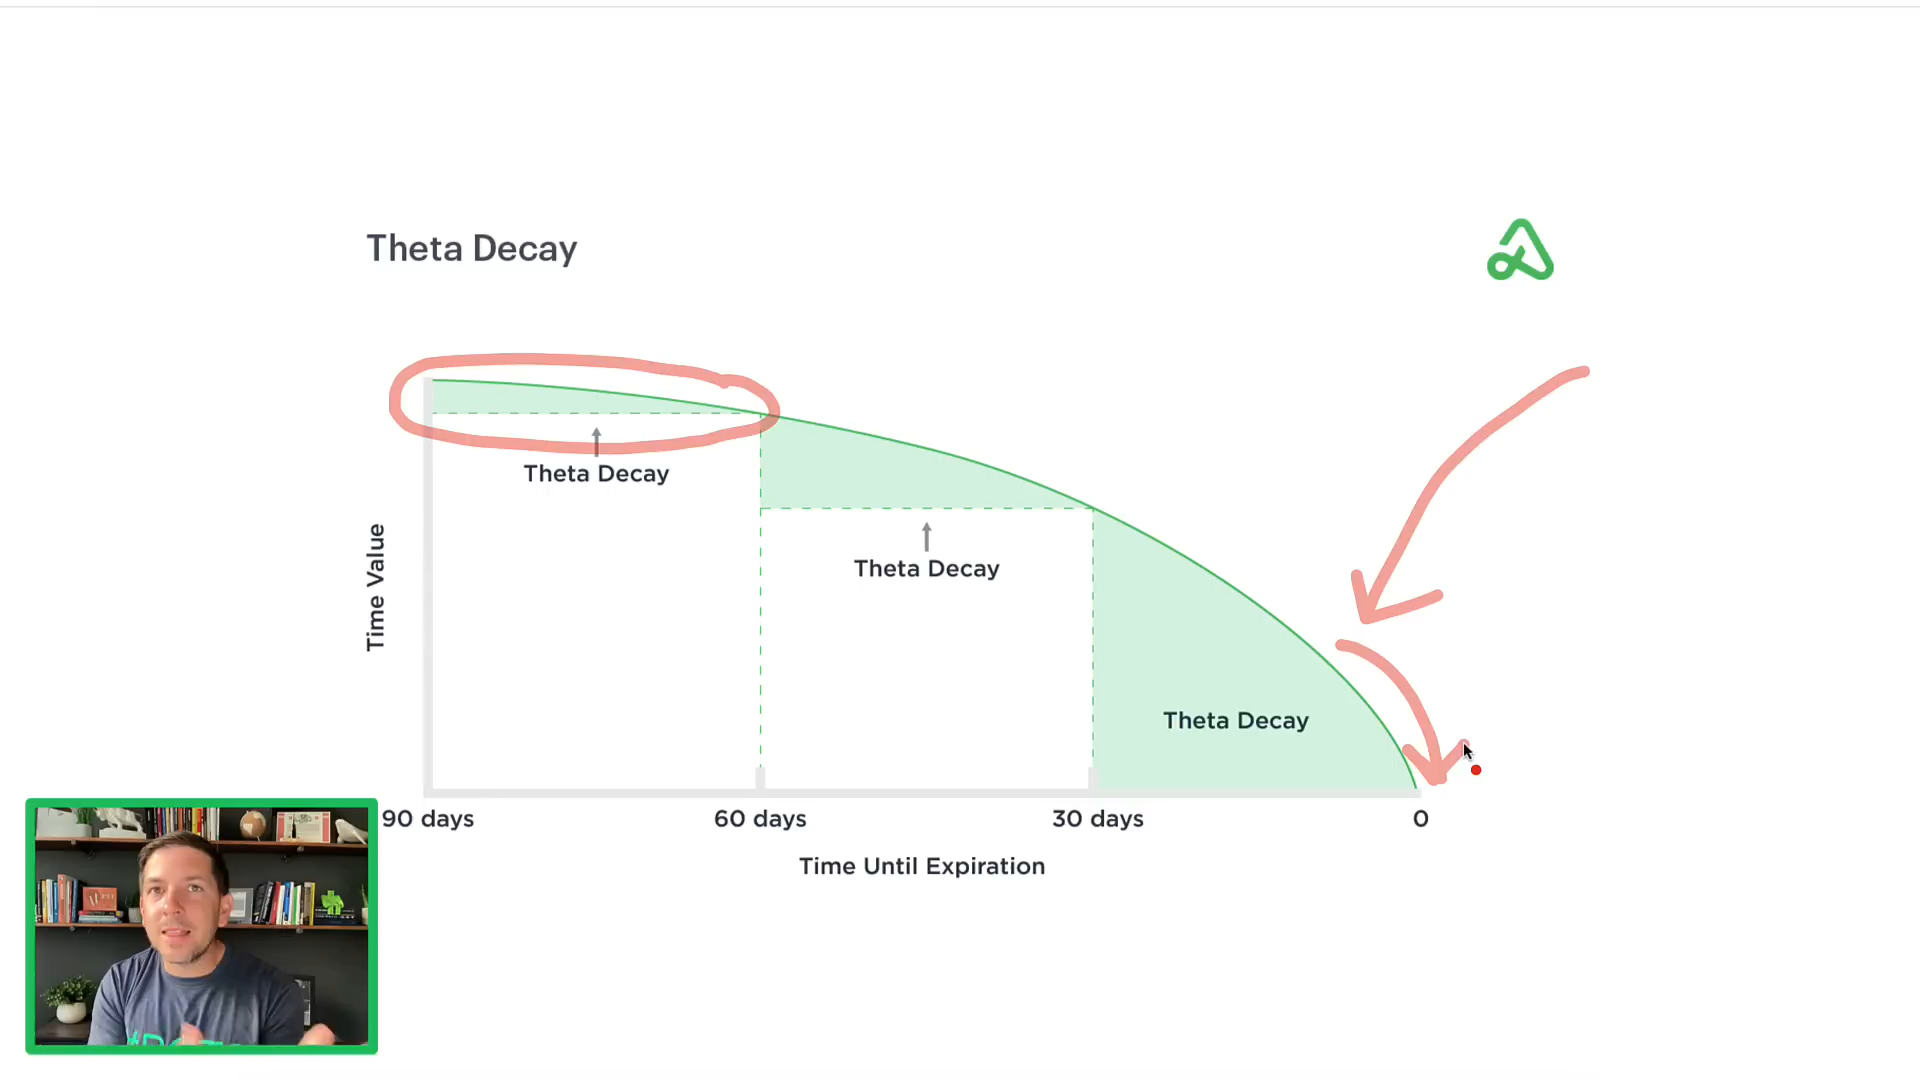 Theta Decay
Theta Decay
Theta Decay
Theta Decay
Time Value
90 days
60 days
30 days
0
Time Until Expiration